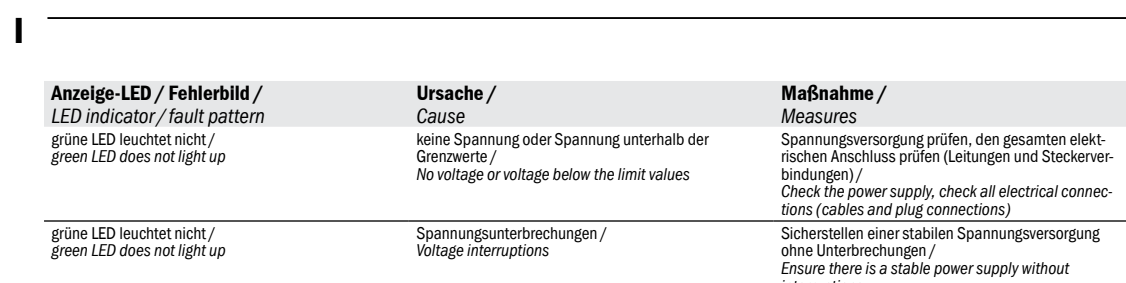 I
Anzeige-LED / Fehlerbild /
LED indicator / fault pattern
Ursache /
Cause
Maßnahme /
Measures
grüne LED leuchtet nicht /
green LED does not light up
keine Spannung oder Spannung unterhalb der
Grenzwerte /
No voltage or voltage below the limit values
Spannungsversorgung prüfen, den gesamten elekt-
rischen Anschluss prüfen (Leitungen und Steckerver-
bindungen) /
Check the power supply, check all electrical connec-
tions (cables and plug connections)
grüne LED leuchtet nicht /
green LED does not light up
Spannungsunterbrechungen /
Voltage interruptions
Sicherstellen einer stabilen Spannungsversorgung
ohne Unterbrechungen /
Ensure there is a stable power supply without